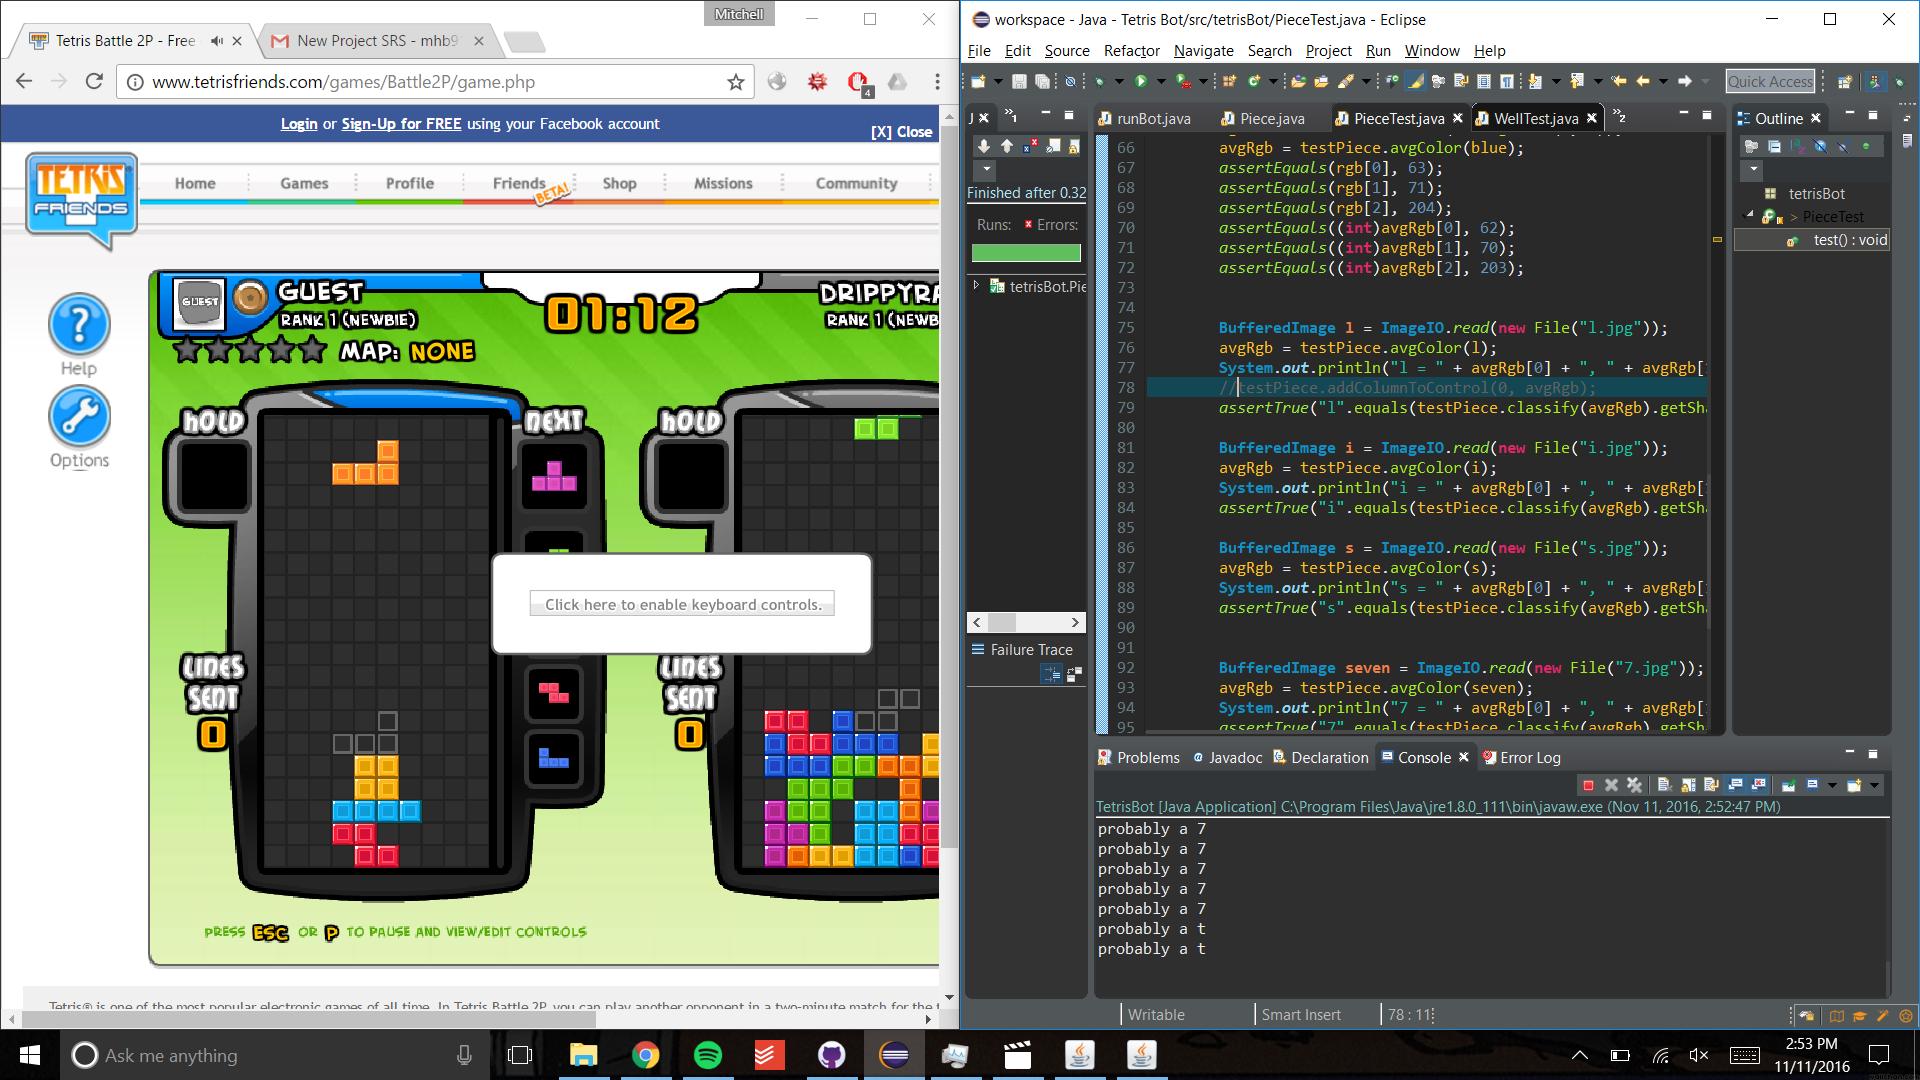 Mitchell
Tetris Battle 2P - Free
New Project SRS - mhb9
www.tetrisfriends.com/games/Battle2P/game.php
4
Login or Sign-Up for FREE using your Facebook account
[X] Close
TETRIS
FRIENDS
Home
Games
Profile
Friends
BETA!
Shop
Missions
Community
Help
Options
GUEST
GUEST
RANK 1 (NEWBIE)
MAP: NONE
01:12
DRIPPYRA
RANK 1 (NEWB
HOLD
NEXT
HOLD
Click here to enable keyboard controls.
LINES
SENT
0
LINES
SENT
0
PRESS ESC OR P TO PAUSE AND VIEW/EDIT CONTROLS
Tetris® is one of the most popular electronic games of all time. In Tetris Battle 2P, you can play another opponent in a two-minute match for the
workspace - Java - Tetris Bot/src/tetrisBot/PieceTest.java - Eclipse
File Edit Source Refactor Navigate Search Project Run Window Help
Quick Access
J
»1
Finished after 0.32
Runs: Errors:
tetrisBot.Pie
Failure Trace
runBot.java
Piece.java
PieceTest.java
WellTest.java
»2
66 avgRgb = testPiece.avgColor(blue);
67 assertEquals(rgb[0], 63);
68 assertEquals(rgb[1], 71);
69 assertEquals(rgb[2], 204);
70 assertEquals((int)avgRgb[0], 62);
71 assertEquals((int)avgRgb[1], 70);
72 assertEquals((int)avgRgb[2], 203);
73
74
75 BufferedImage l = ImageIO.read(new File("l.jpg"));
76 avgRgb = testPiece.avgColor(l);
77 System.out.println("l = " + avgRgb[0] + ", " + avgRgb[
78 //testPiece.addColumnToControl(0, avgRgb);
79 assertTrue("l".equals(testPiece.classify(avgRgb).getSha
80
81 BufferedImage i = ImageIO.read(new File("i.jpg"));
82 avgRgb = testPiece.avgColor(i);
83 System.out.println("i = " + avgRgb[0] + ", " + avgRgb[
84 assertTrue("i".equals(testPiece.classify(avgRgb).getSha
85
86 BufferedImage s = ImageIO.read(new File("s.jpg"));
87 avgRgb = testPiece.avgColor(s);
88 System.out.println("s = " + avgRgb[0] + ", " + avgRgb[
89 assertTrue("s".equals(testPiece.classify(avgRgb).getSha
90
91
92 BufferedImage seven = ImageIO.read(new File("7.jpg"));
93 avgRgb = testPiece.avgColor(seven);
94 System.out.println("7 = " + avgRgb[0] + ", " + avgRgb[
95 assertTrue("7".equals(testPiece.classify(avgRgb).getSha
Outline
tetrisBot
> PieceTest
test() : void
Problems
@ Javadoc
Declaration
Console
Error Log
TetrisBot [Java Application] C:\Program Files\Java\jre1.8.0_111\bin\javaw.exe (Nov 11, 2016, 2:52:47 PM)
probably a 7
probably a 7
probably a 7
probably a 7
probably a 7
probably a t
probably a t
Writable
Smart Insert
78 : 11
Ask me anything
2:53 PM
11/11/2016